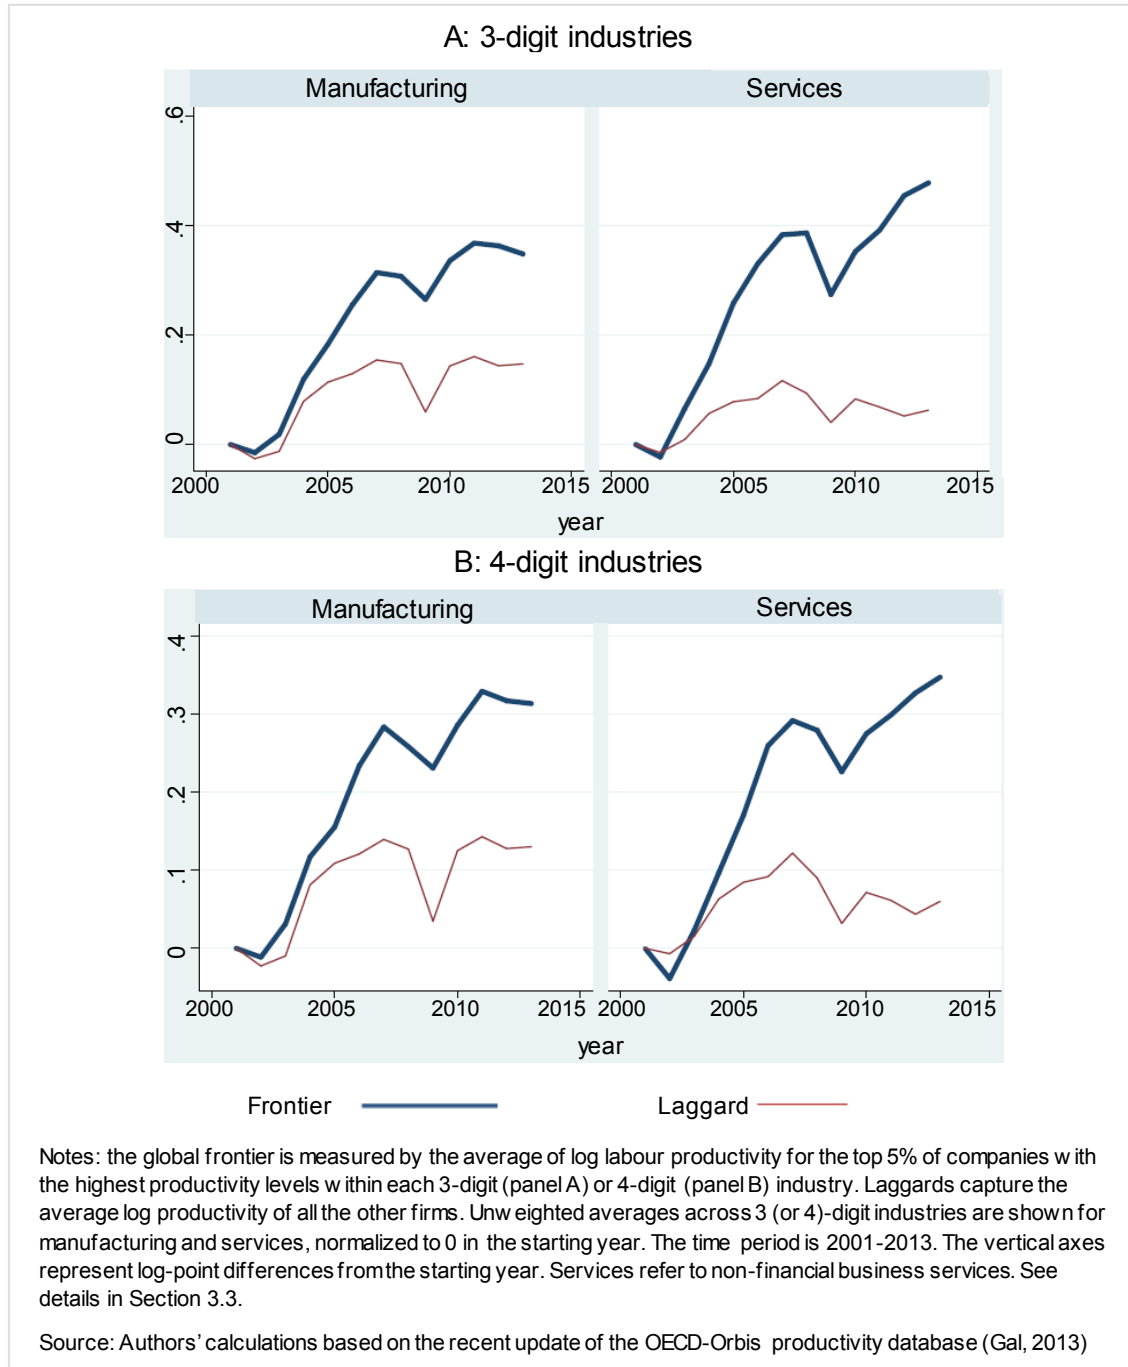 A: 3-digit industries
Manufacturing Services
.6
.4
.2
0
2000 2005 2010 2015 2000 2005 2010 2015
year
B: 4-digit industries
Manufacturing Services
.4
.3
.2
.1
0
2000 2005 2010 2015 2000 2005 2010 2015
year
Frontier Laggard
Notes: the global frontier is measured by the average of log labour productivity for the top 5% of companies with
the highest productivity levels within each 3-digit (panel A) or 4-digit (panel B) industry. Laggards capture the
average log productivity of all the other firms. Unweighted averages across 3 (or 4)-digit industries are shown for
manufacturing and services, normalized to 0 in the starting year. The time period is 2001-2013. The vertical axes
represent log-point differences from the starting year. Services refer to non-financial business services. See
details in Section 3.3.
Source: Authors' calculations based on the recent update of the OECD-Orbis productivity database (Gal, 2013)